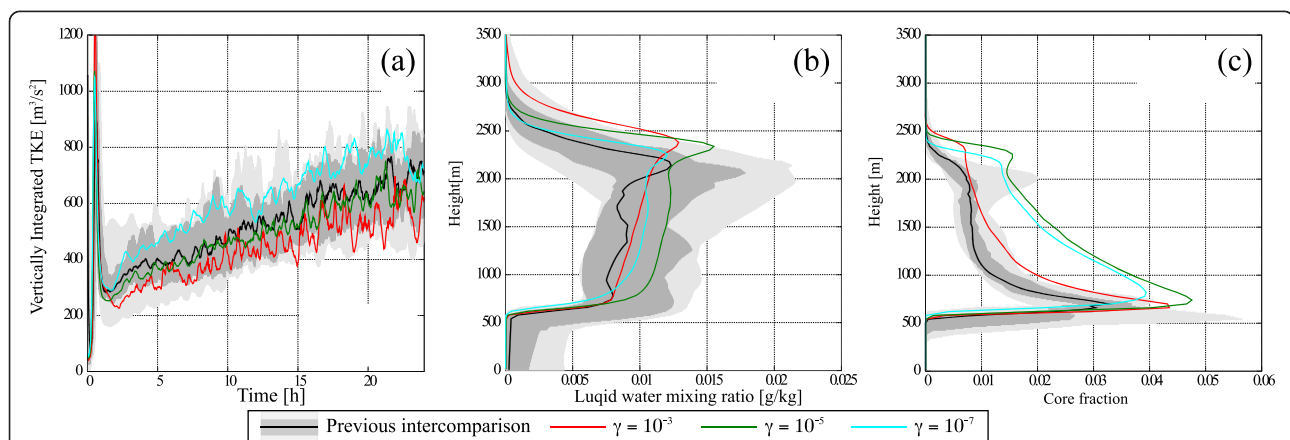 (a)
Vertically Integrated TKE [m³/s²]
1200
1000
800
600
400
200
0
0 5 10 15 20
Time [h]
(b)
Height[m]
3500
3000
2500
2000
1500
1000
500
0
0 0.005 0.01 0.015 0.02 0.025
Luqid water mixing ratio [g/kg]
(c)
Height [m]
3500
3000
2500
2000
1500
1000
500
0
0 0.01 0.02 0.03 0.04 0.05 0.06
Core fraction
Previous intercomparison γ = 10⁻³ γ = 10⁻⁵ γ = 10⁻⁷